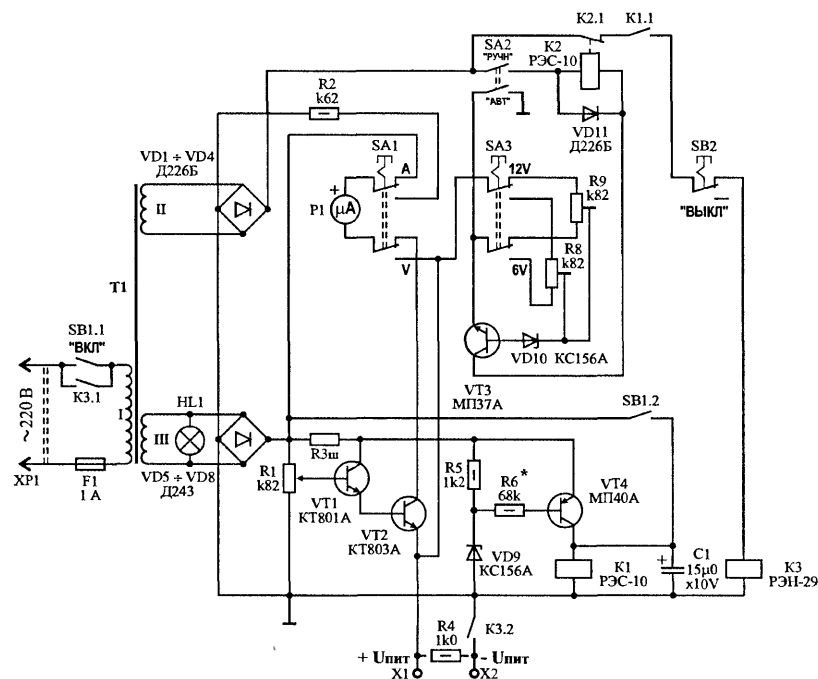 K2.1
K1.1
SA2
"РУЧН"
K2
РЭС-10
"АВТ"
VD11
Д226Б
R2
k62
SA1
A
SA3
12V
SB2
"ВЫКЛ"
VD1 ÷ VD4
Д226Б
II
+
P1
μA
R9
k82
R8
k82
V
6V
T1
VD10
КС156А
VT3
МП37А
SB1.1
"ВКЛ"
K3.1
~220 В
I
XP1
F1
1 A
HL1
III
VD5 ÷ VD8
Д243
SB1.2
R3ш
R1
k82
VT1
КТ801А
VT2
КТ803А
R5
1k2
R6 *
68k
VT4
МП40А
VD9
КС156А
K1
РЭС-10
+
C1
15μ0
x10V
K3
РЭН-29
R4
1k0
K3.2
+ Uпит
- Uпит
X1
X2